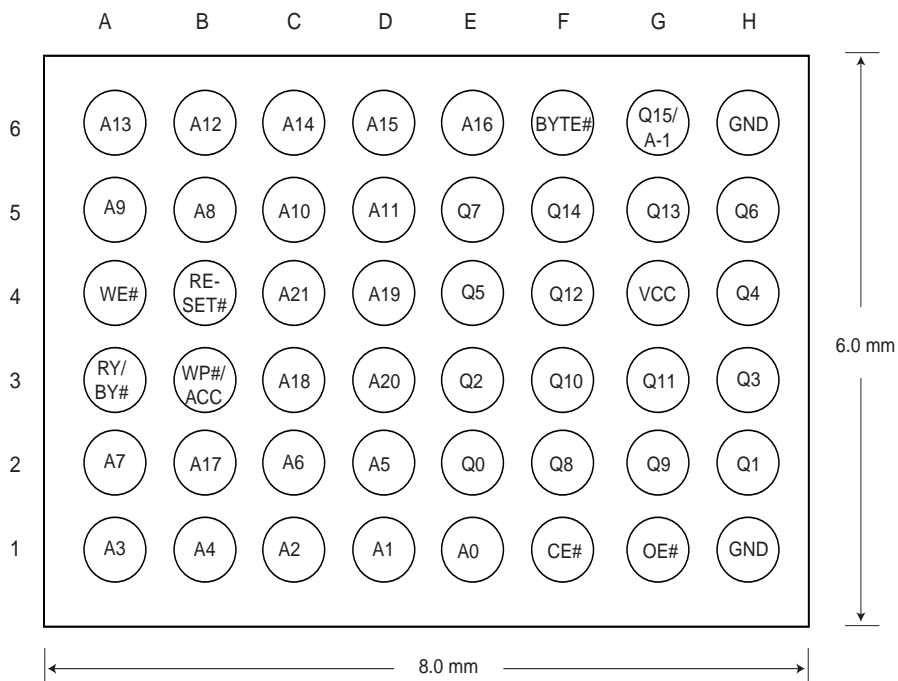 A B C D E F G H
6 A13 A12 A14 A15 A16 BYTE# Q15/ GND
A-1
5 A9 A8 A10 A11 Q7 Q14 Q13 Q6
4 WE# RE- A21 A19 Q5 Q12 VCC Q4
SET#
6.0 mm
3 RY/ WP#/ A18 A20 Q2 Q10 Q11 Q3
BY# ACC
2 A7 A17 A6 A5 Q0 Q8 Q9 Q1
1 A3 A4 A2 A1 A0 CE# OE# GND
8.0 mm